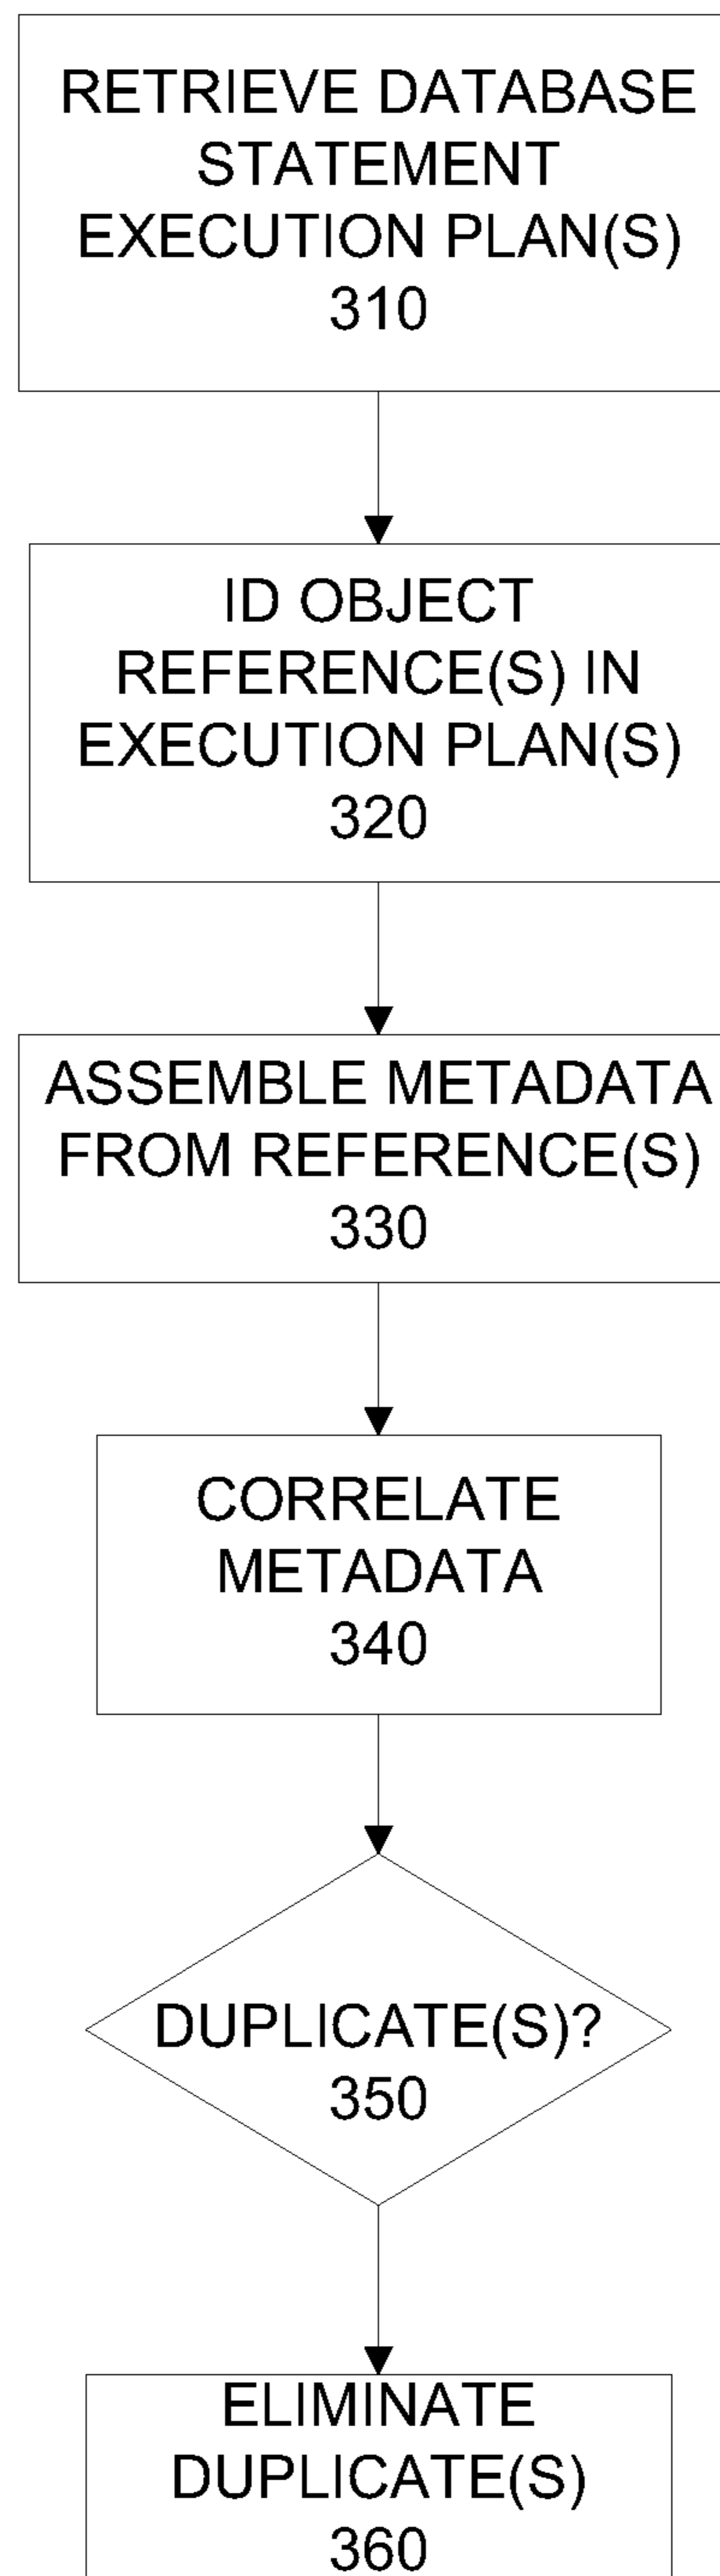 RETRIEVE DATABASE
STATEMENT
EXECUTION PLAN(S)
310
ID OBJECT
REFERENCE(S) IN
EXECUTION PLAN(S)
320
ASSEMBLE METADATA
FROM REFERENCE(S)
330
CORRELATE
METADATA
340
DUPLICATE(S)?
350
ELIMINATE
DUPLICATE(S)
360